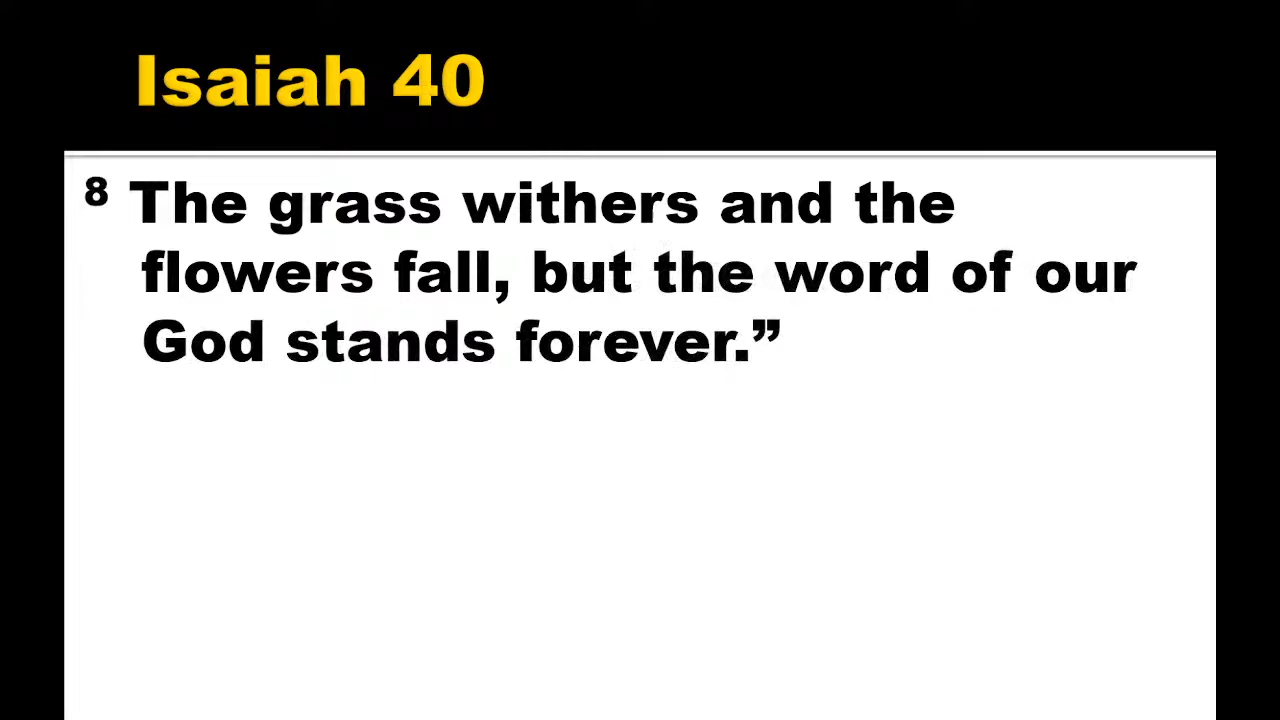 Isaiah 40
8 The grass withers and the
flowers fall, but the word of our
God stands forever.”